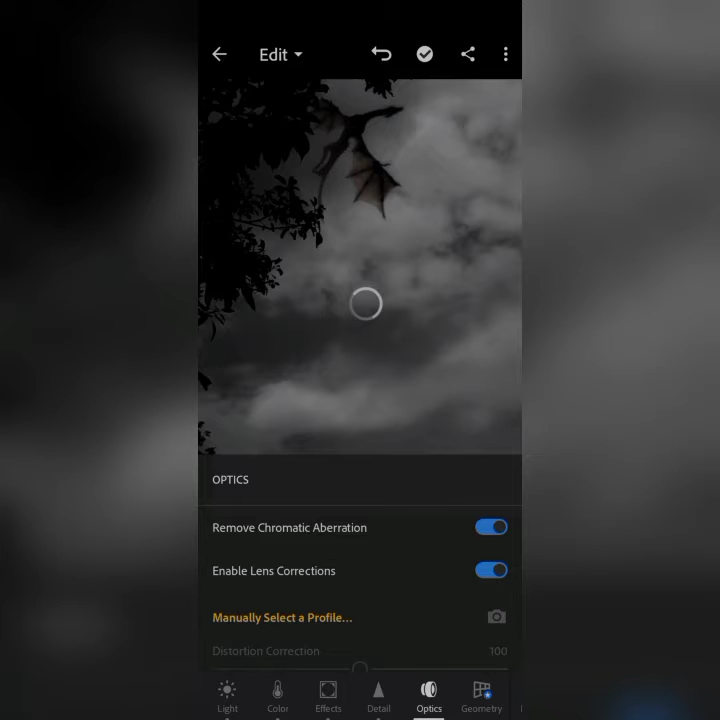 Edit
OPTICS
Remove Chromatic Aberration
Enable Lens Corrections
Manually Select a Profile...
Distortion Correction 100
Light Color Effects Detail Optics Geometry